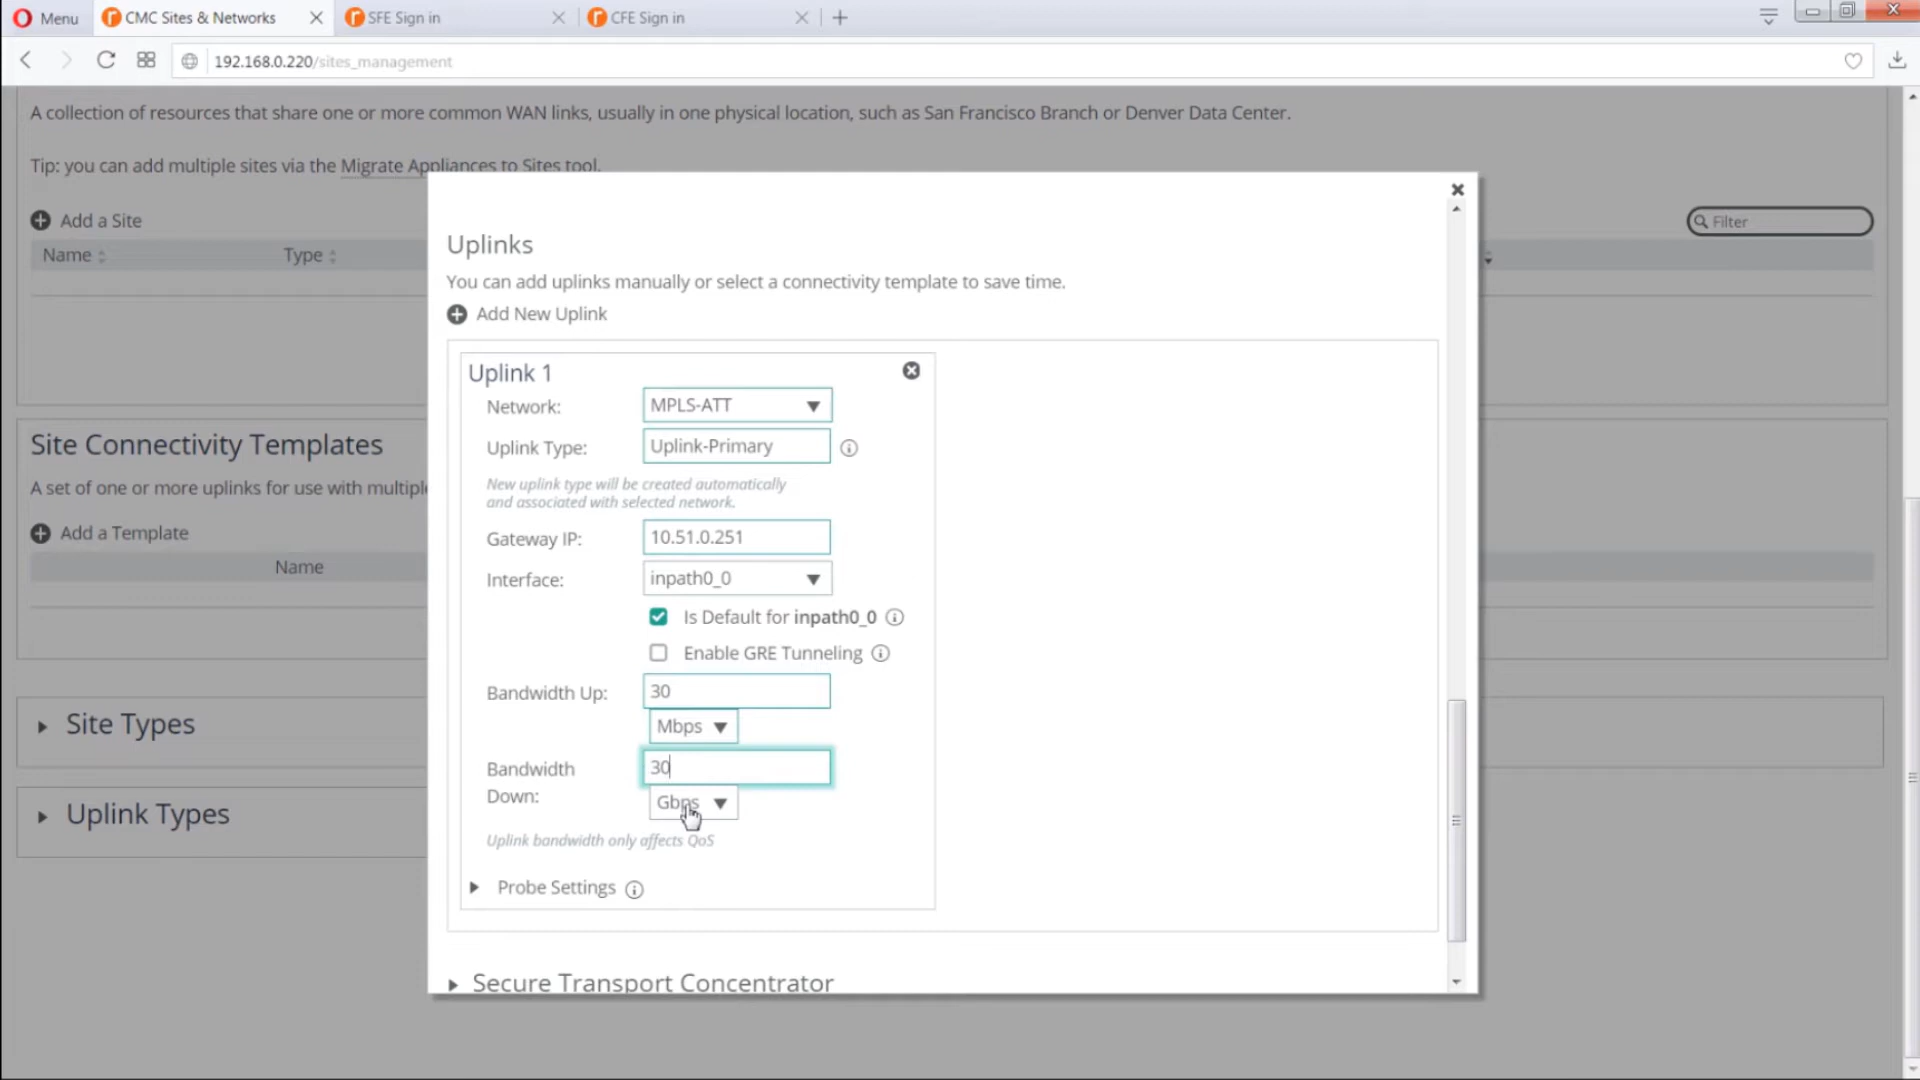 Menu
CMC Sites & Networks
SFE Sign in
CFE Sign in
192.168.0.220/sites_management
A collection of resources that share one or more common WAN links, usually in one physical location, such as San Francisco Branch or Denver Data Center.
Tip: you can add multiple sites via the Migrate Appliances to Sites tool.
Add a Site
Filter
Name
Type
Uplinks
You can add uplinks manually or select a connectivity template to save time.
Add New Uplink
Uplink 1
Network:
MPLS-ATT
Uplink Type:
Uplink-Primary
New uplink type will be created automatically
and associated with selected network.
Gateway IP:
10.51.0.251
Interface:
inpath0_0
Is Default for inpath0_0
Enable GRE Tunneling
Bandwidth Up:
30
Mbps
Bandwidth
Down:
30
Gbps
Uplink bandwidth only affects QoS
Probe Settings
Secure Transport Concentrator
Site Connectivity Templates
A set of one or more uplinks for use with multipl
Add a Template
Name
Site Types
Uplink Types